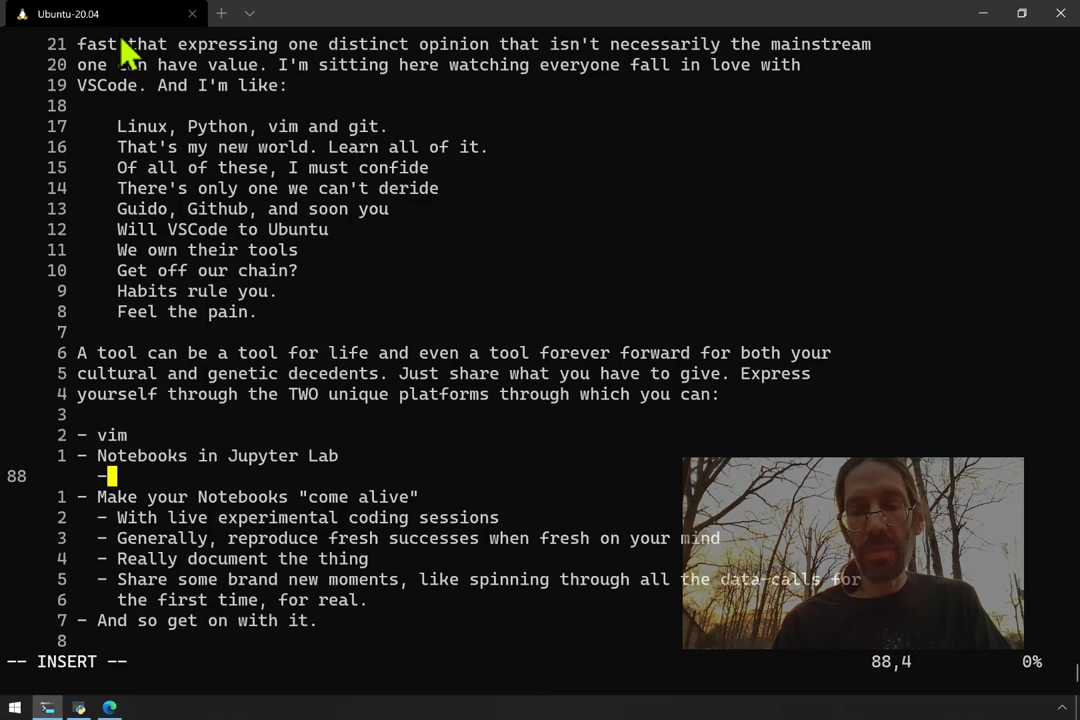 Ubuntu-20.04
21 fast that expressing one distinct opinion that isn't necessarily the mainstream
20 one can have value. I'm sitting here watching everyone fall in love with
19 VSCode. And I'm like:
18
17 Linux, Python, vim and git.
16 That's my new world. Learn all of it.
15 Of all of these, I must confide
14 There's only one we can't deride
13 Guido, Github, and soon you
12 Will VSCode to Ubuntu
11 We own their tools
10 Get off our chain?
9 Habits rule you.
8 Feel the pain.
7
6 A tool can be a tool for life and even a tool forever forward for both your
5 cultural and genetic decedents. Just share what you have to give. Express
4 yourself through the TWO unique platforms through which you can:
3
2 - vim
1 - Notebooks in Jupyter Lab
88 -
1 - Make your Notebooks "come alive"
2 - With live experimental coding sessions
3 - Generally, reproduce fresh successes when fresh on your mind
4 - Really document the thing
5 - Share some brand new moments, like spinning through all the data-calls for
6 the first time, for real.
7 - And so get on with it.
8
-- INSERT -- 88,4 0%